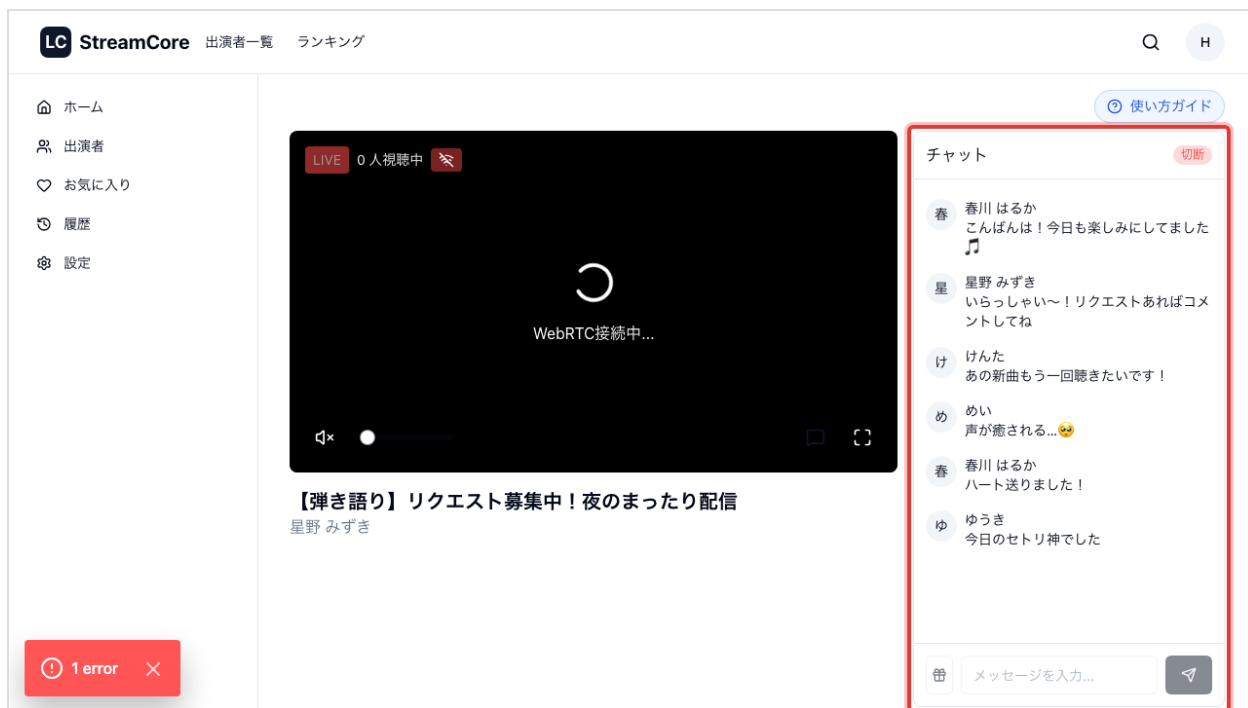 LC StreamCore 出演者一覧 ランキング H
ホーム
出演者
お気に入り
履歴
設定
使い方ガイド
LIVE 0 人視聴中
WebRTC接続中...
【弾き語り】リクエスト募集中！夜のまったり配信
星野 みずき
チャット 切断
春 春川 はるか
こんばんは！今日も楽しみにしてました
🎵
星 星野 みずき
いらっしゃい〜！リクエストあればコメ
ントしてね
け けんた
あの新曲もう一回聴きたいです！
め めい
声が癒される...🥺
春 春川 はるか
ハート送りました！
ゆ ゆうき
今日のセトリ神でした
メッセージを入力...
1 error